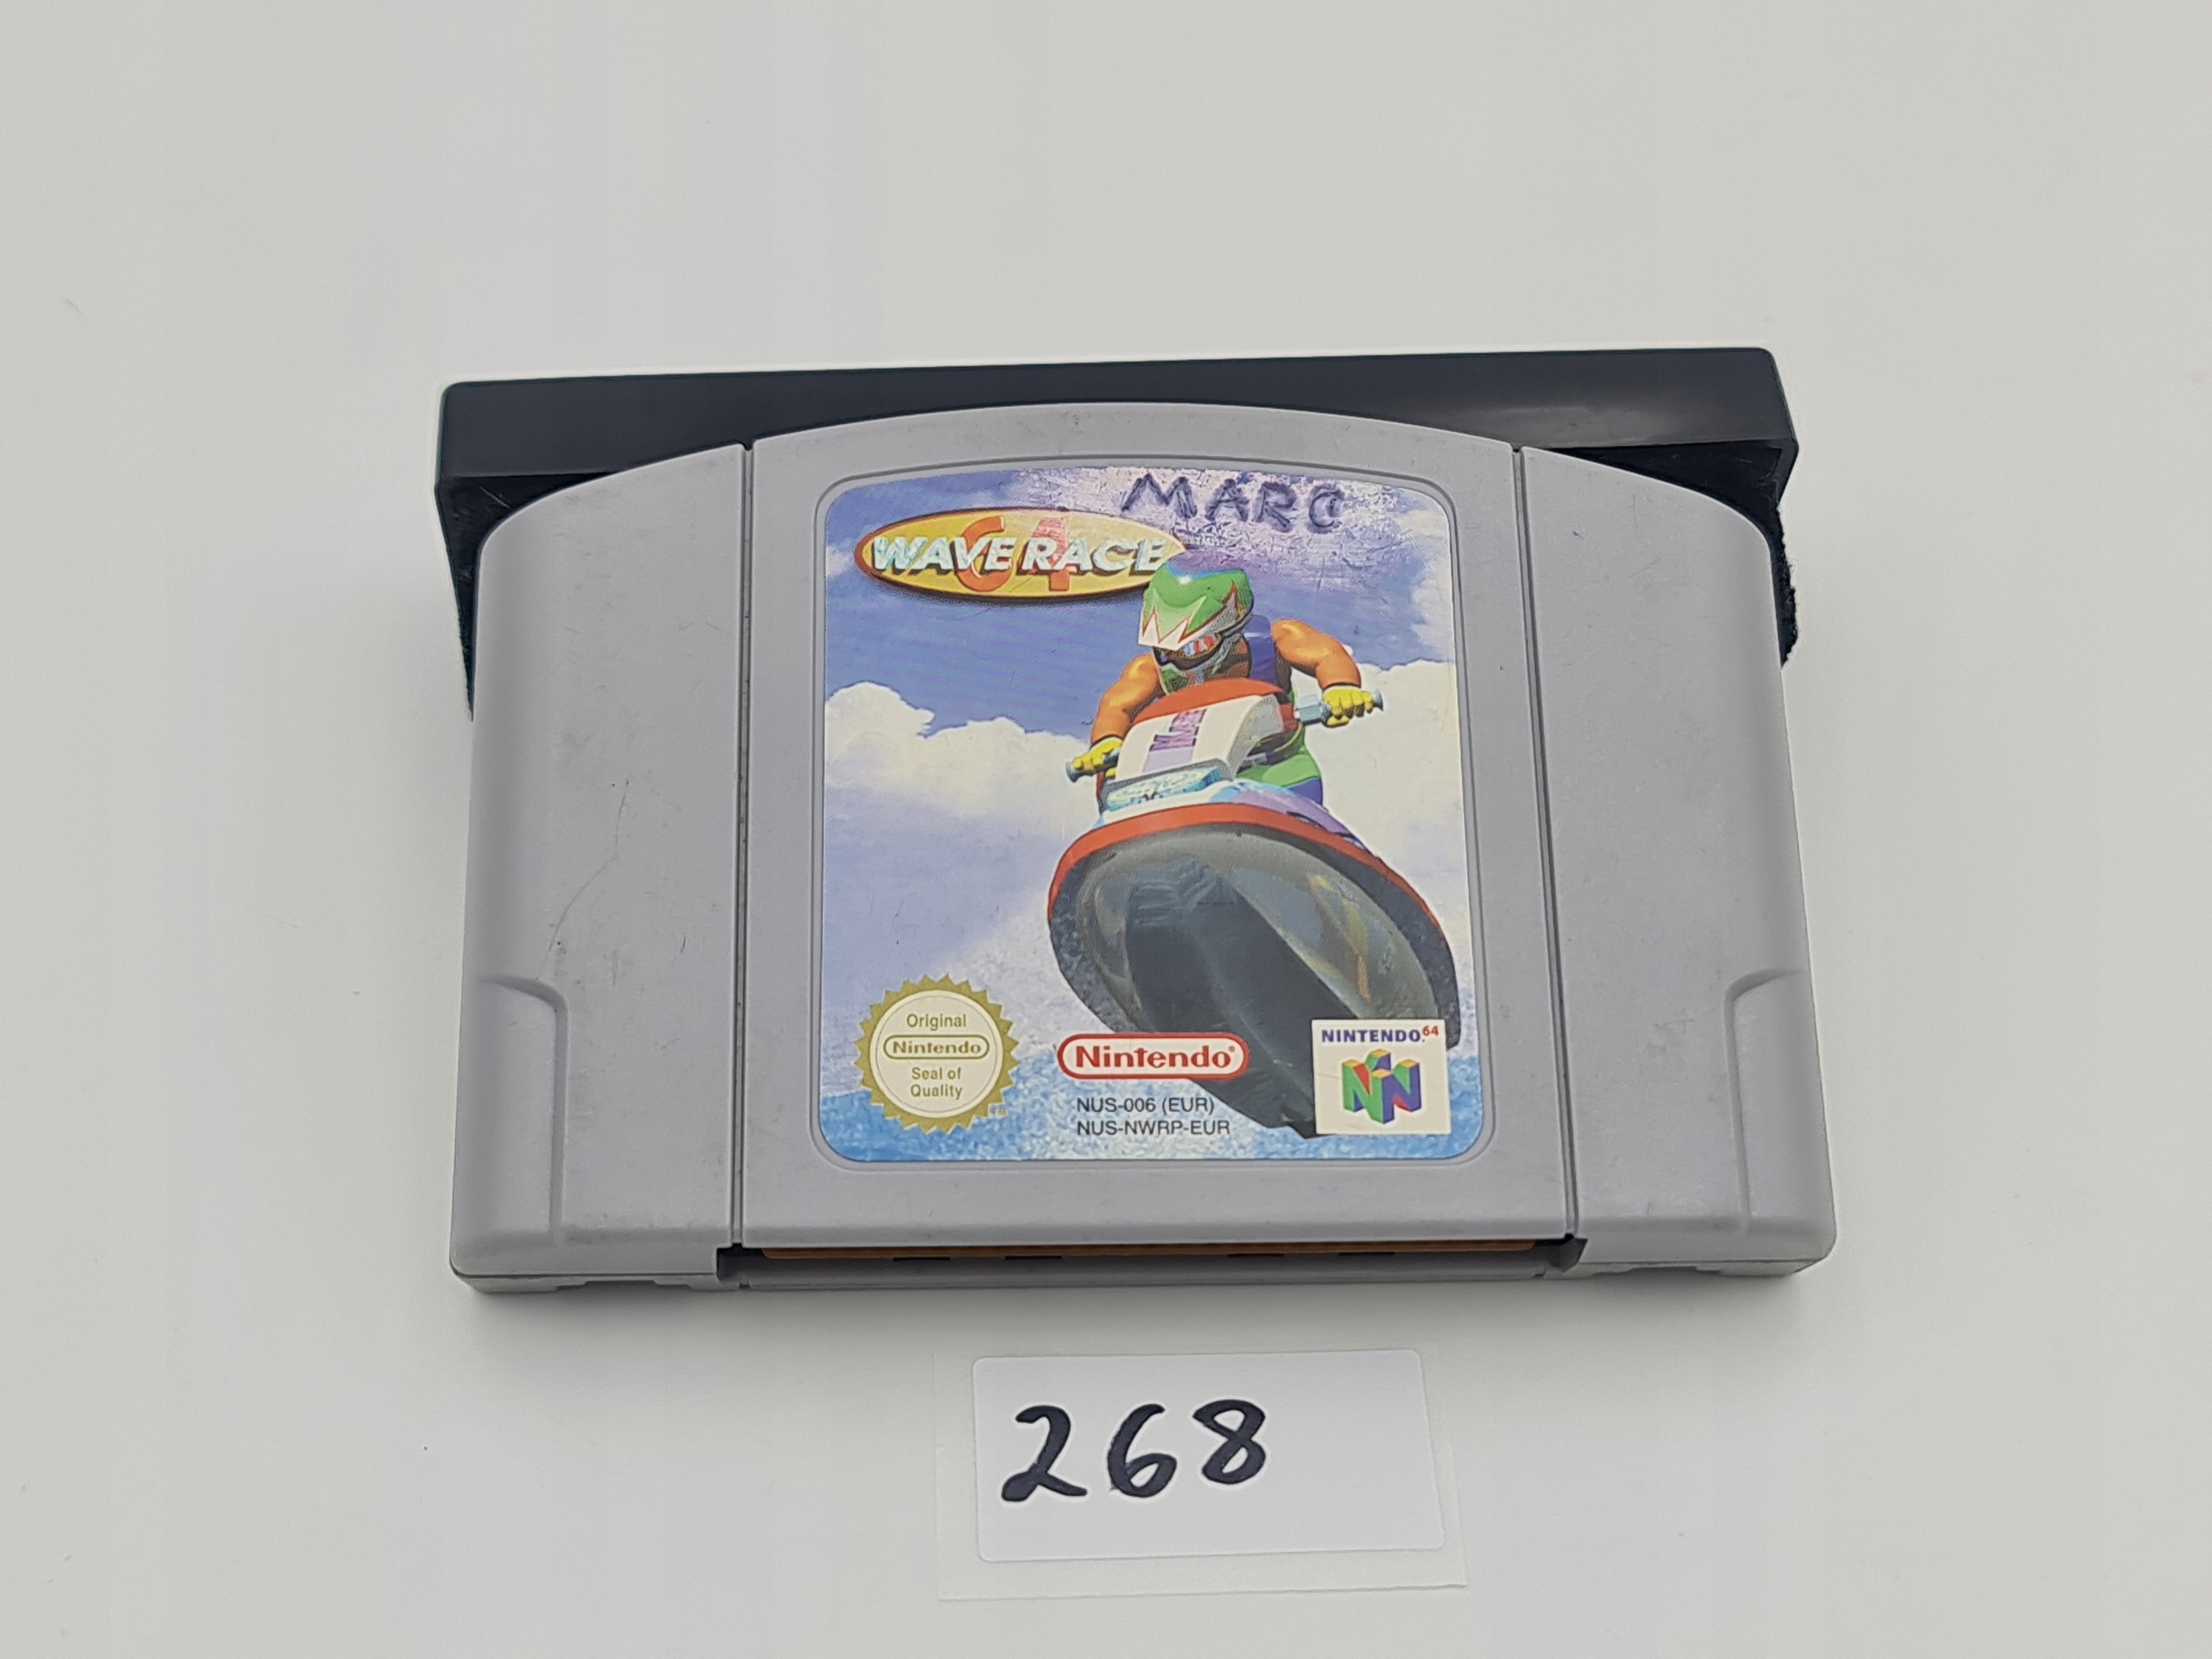 MARC
WAVE RACE 64
Original
Nintendo
Seal of
Quality
Nintendo®
NUS-006 (EUR)
NUS-NWRP-EUR
NINTENDO64
268